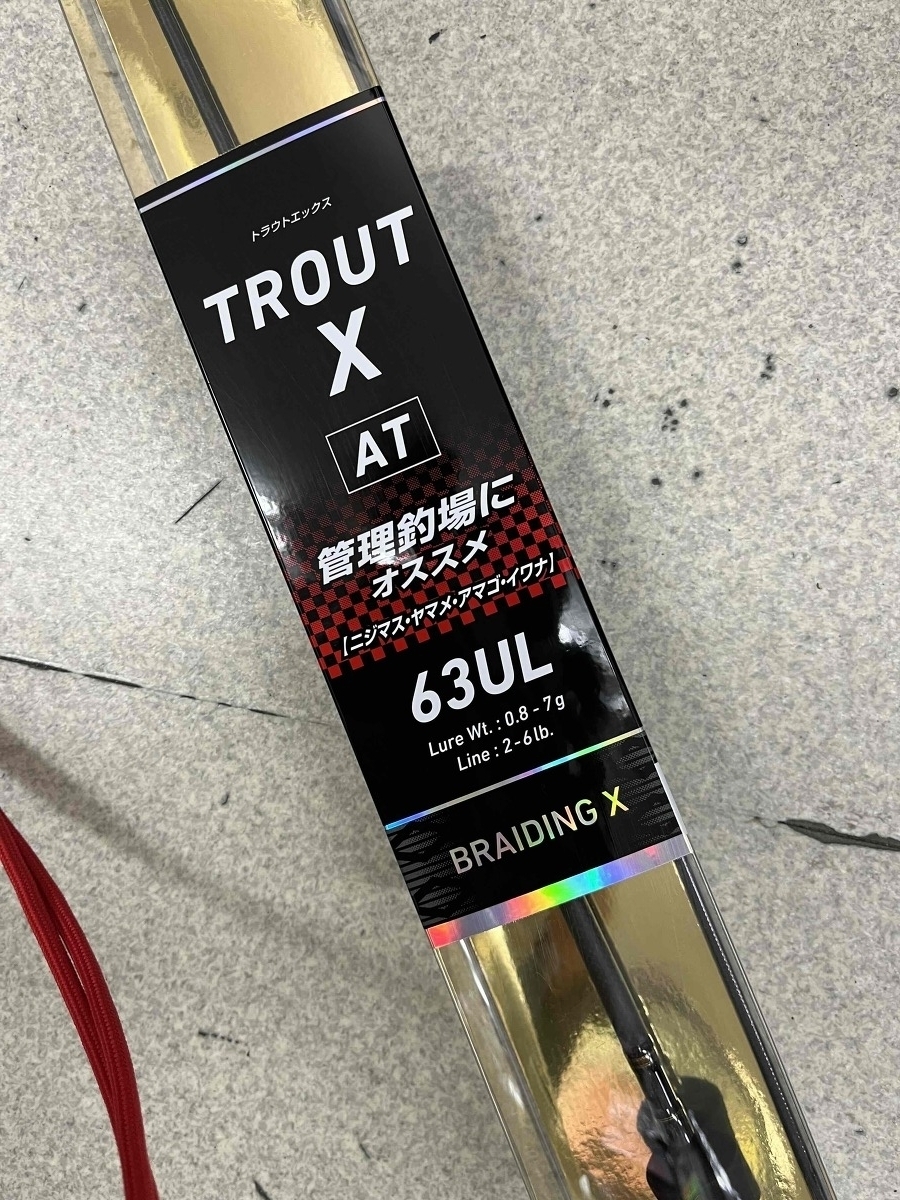 トラウトエックス
TROUT
X
AT
管理釣場に
オススメ
[ニジマス・ヤマメ・アマゴ・イワナ]
63UL
Lure Wt. : 0.8 - 7g
Line : 2-6lb.
BRAIDING X